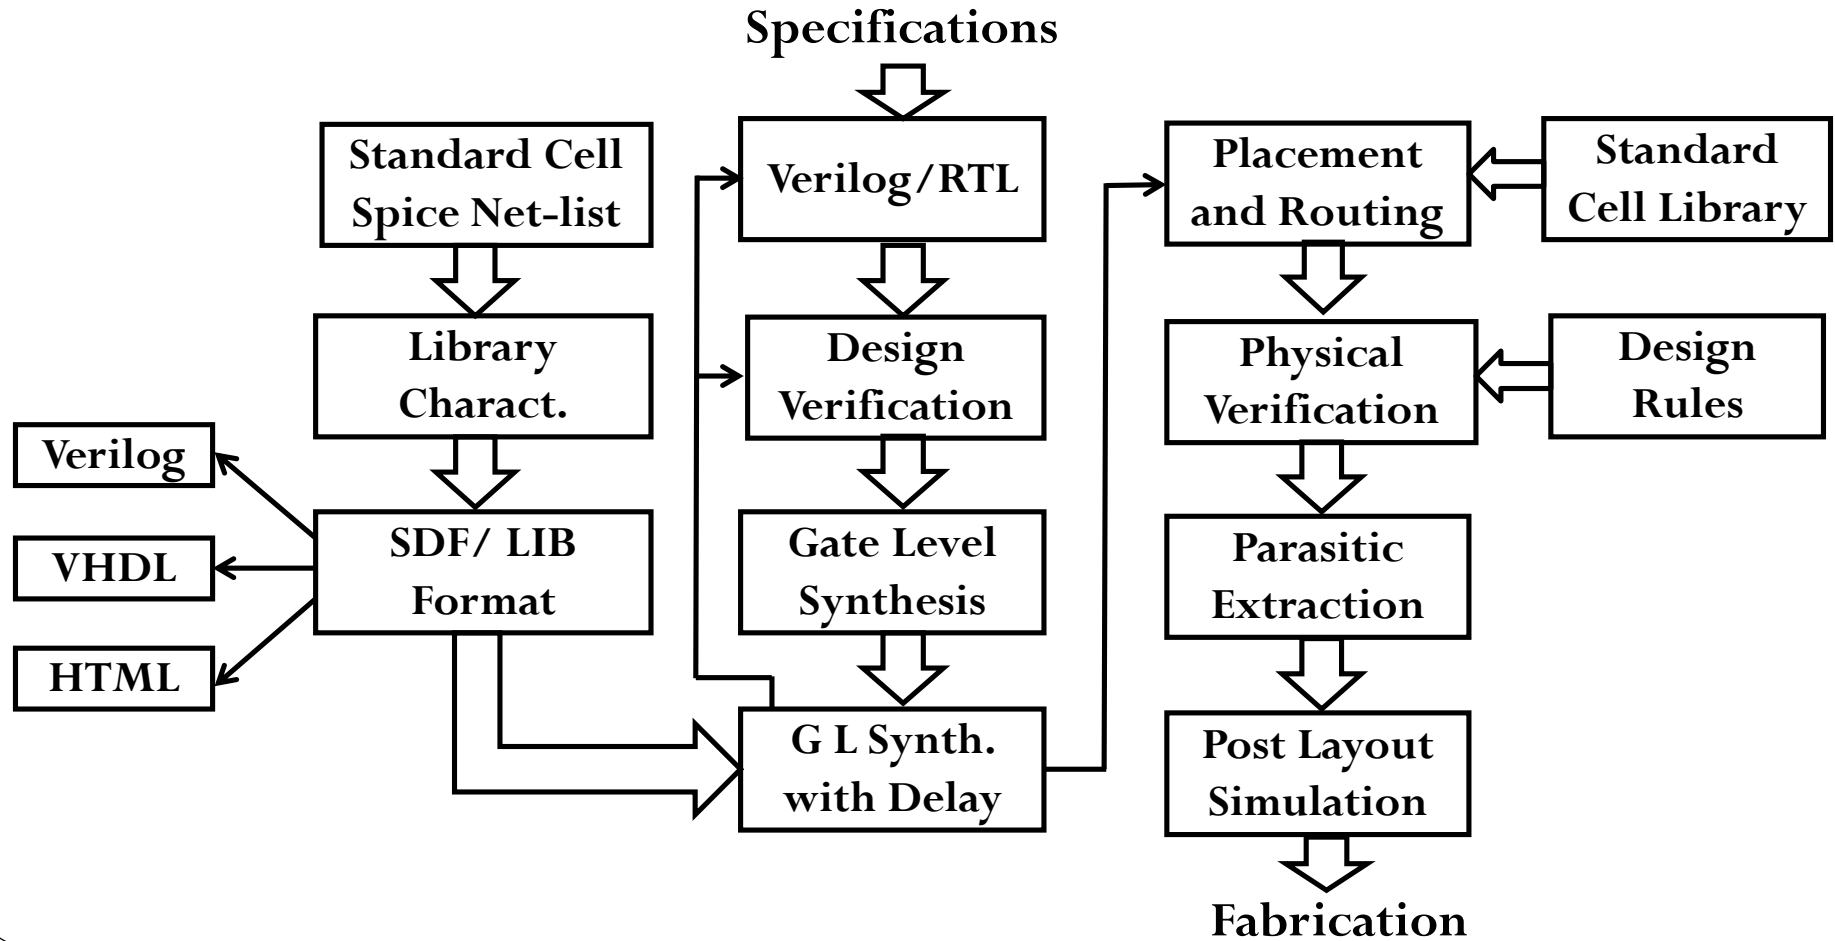 Specifications
Standard Cell
Spice Net-list
Library
Charact.
SDF/ LIB
Format
Verilog
VHDL
HTML
Verilog/RTL
Design
Verification
Gate Level
Synthesis
G L Synth.
with Delay
Placement
and Routing
Standard
Cell Library
Physical
Verification
Design
Rules
Parasitic
Extraction
Post Layout
Simulation
Fabrication